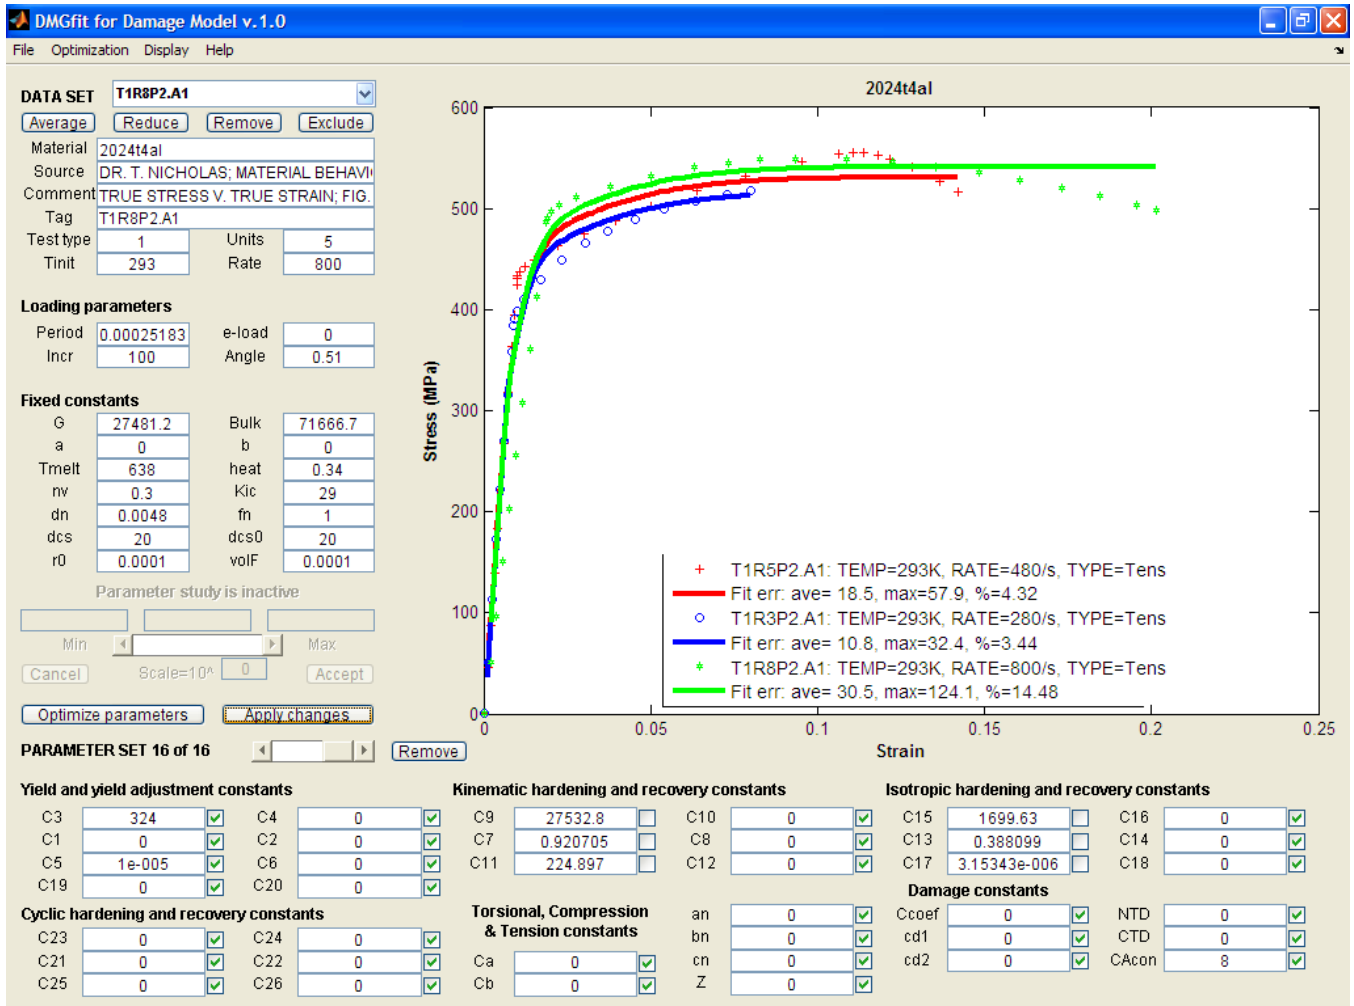 DMGfit for Damage Model v.1.0
File Optimization Display Help
DATA SET T1R8P2.A1
Average Reduce Remove Exclude
Material 2024t4al
Source DR. T. NICHOLAS; MATERIAL BEHAVI
Comment TRUE STRESS V. TRUE STRAIN; FIG.
Tag T1R8P2.A1
Test type 1 Units 5
Tinit 293 Rate 800
Loading parameters
Period 0.00025183 e-load 0
Incr 100 Angle 0.51
Fixed constants
G 27481.2 Bulk 71666.7
a 0 b 0
Tmelt 638 heat 0.34
nv 0.3 Kic 29
dn 0.0048 fn 1
dcs 20 dcs0 20
r0 0.0001 volF 0.0001
Parameter study is inactive
Min Max
Cancel Scale=10^ 0 Accept
Optimize parameters Apply changes
PARAMETER SET 16 of 16 Remove
2024t4al
600
500
400
300
200
100
0
Stress (MPa)
0 0.05 0.1 0.15 0.2 0.25
Strain
T1R5P2.A1: TEMP=293K, RATE=480/s, TYPE=Tens
Fit err: ave= 18.5, max=57.9, %=4.32
T1R3P2.A1: TEMP=293K, RATE=280/s, TYPE=Tens
Fit err: ave= 10.8, max=32.4, %=3.44
T1R8P2.A1: TEMP=293K, RATE=800/s, TYPE=Tens
Fit err: ave= 30.5, max=124.1, %=14.48
Yield and yield adjustment constants
C3 324 C4 0
C1 0 C2 0
C5 1e-005 C6 0
C19 0 C20 0
Cyclic hardening and recovery constants
C23 0 C24 0
C21 0 C22 0
C25 0 C26 0
Kinematic hardening and recovery constants
C9 27532.8 C10 0
C7 0.920705 C8 0
C11 224.897 C12 0
Torsional, Compression
& Tension constants
Ca 0
Cb 0
an 0
bn 0
cn 0
Z 0
Isotropic hardening and recovery constants
C15 1699.63 C16 0
C13 0.388099 C14 0
C17 3.15343e-006 C18 0
Damage constants
Ccoef 0 NTD 0
cd1 0 CTD 0
cd2 0 CAcon 8